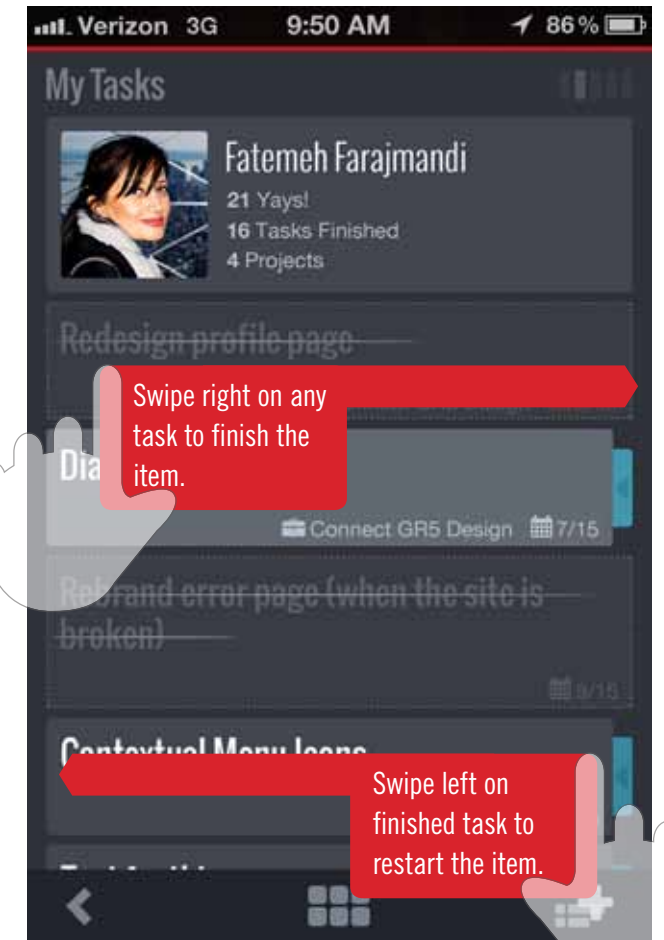 Verizon 3G 9:50 AM 86%
My Tasks
Fatemeh Farajmandi
21 Yays!
16 Tasks Finished
4 Projects
Redesign profile page
Swipe right on any
task to finish the
item.
Connect GR5 Design 7/15
Rebrand error page (when the site is
broken)
Contextual Menu Icons
Swipe left on
finished task to
restart the item.